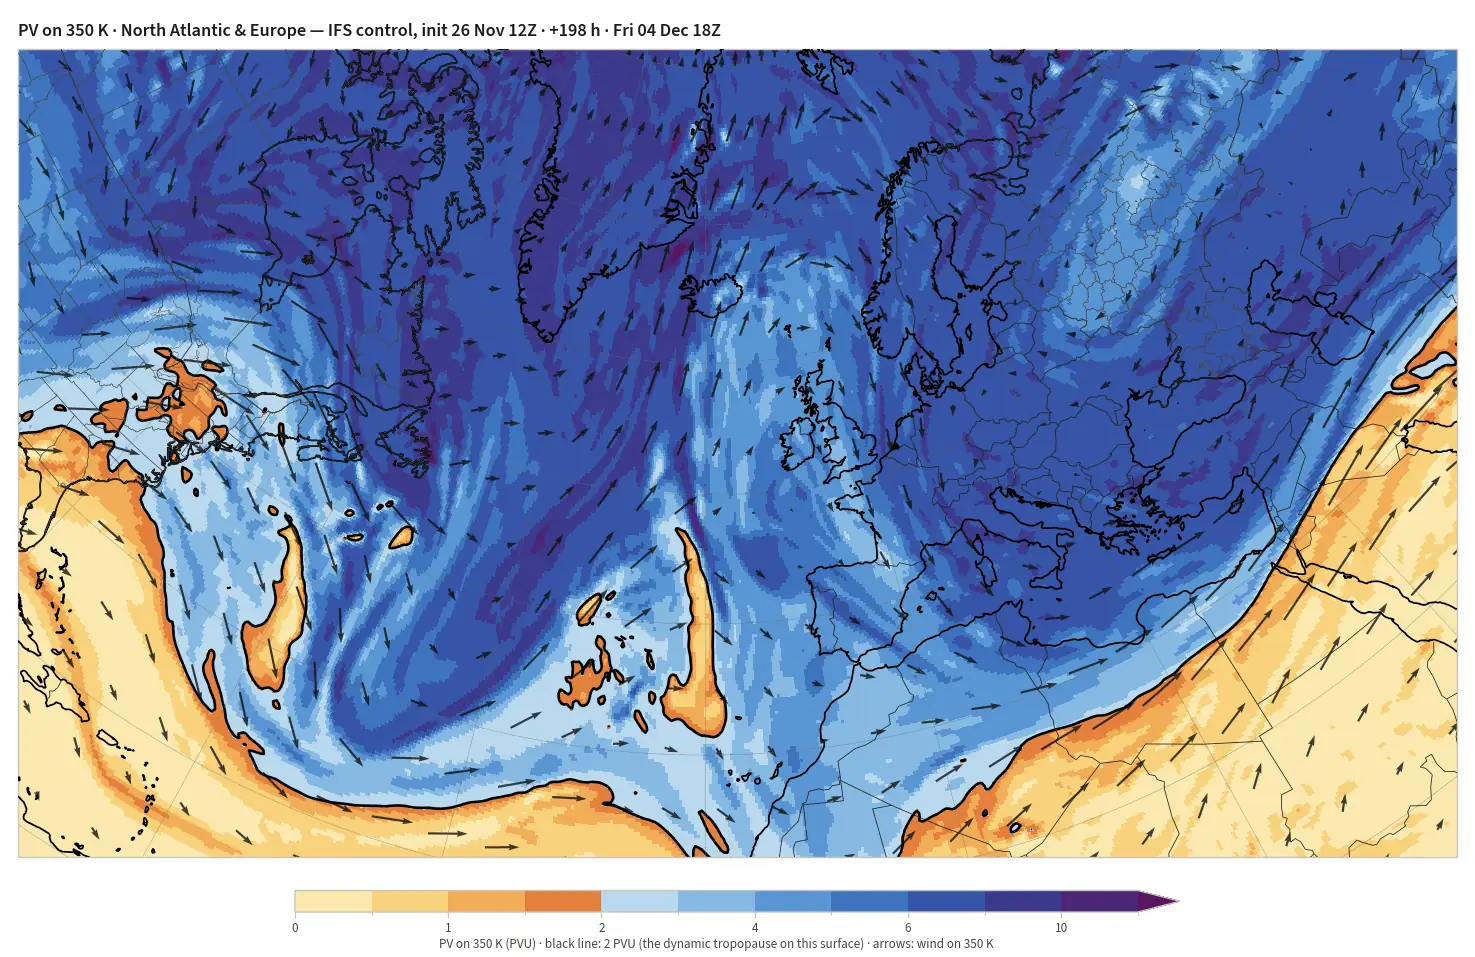 PV on 350 K · North Atlantic & Europe — IFS control, init 26 Nov 12Z · +198 h · Fri 04 Dec 18Z
0 1 2 4 6 10
PV on 350 K (PVU) · black line: 2 PVU (the dynamic tropopause on this surface) · arrows: wind on 350 K